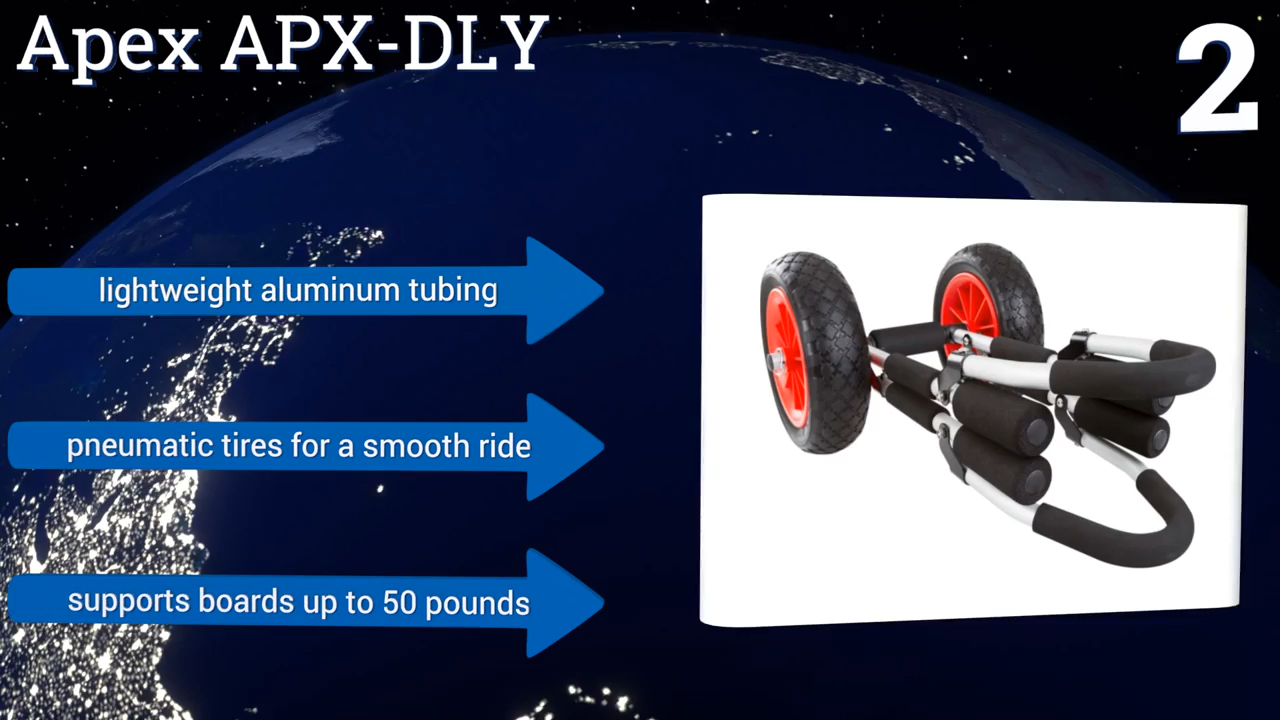 Apex APX-DLY
2
lightweight aluminum tubing
pneumatic tires for a smooth ride
supports boards up to 50 pounds